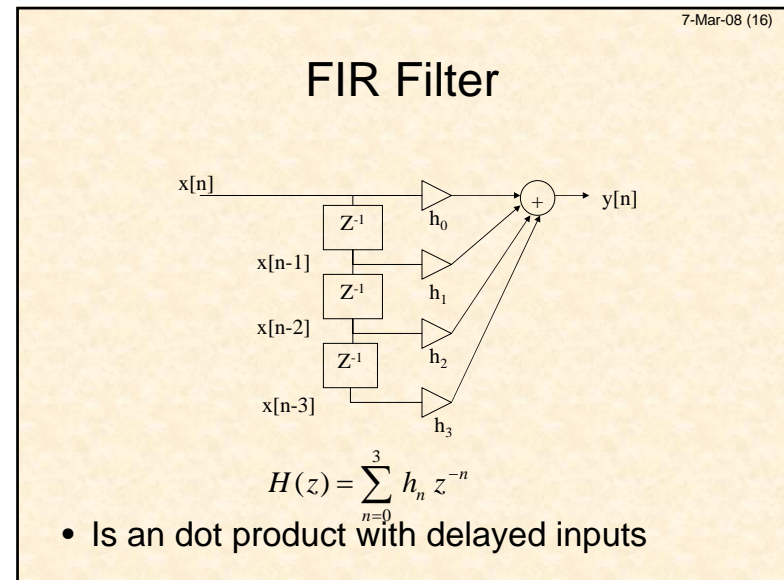 7-Mar-08 (16)
FIR Filter
x[n]
h₀
+
y[n]
Z⁻¹
x[n-1]
h₁
Z⁻¹
x[n-2]
h₂
Z⁻¹
x[n-3]
h₃
H(z) = ∑_{n=0}^{3} hₙ z⁻ⁿ
• Is an dot product with delayed inputs